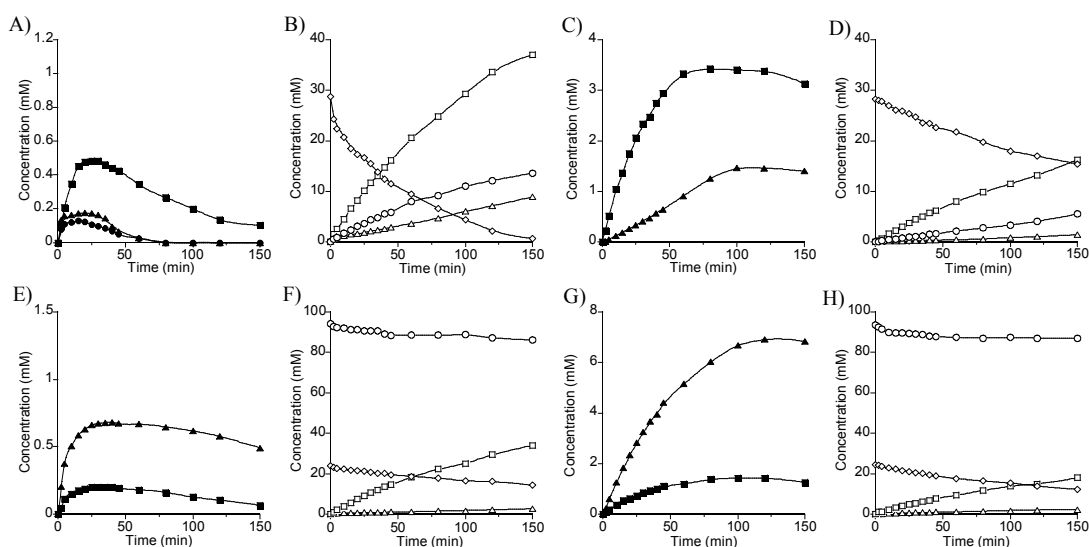 A)
Concentration (mM)
1.2
1
0.8
0.6
0.4
0.2
0
0 50 100 150
Time (min)
B)
Concentration (mM)
40
30
20
10
0
0 50 100 150
Time (min)
C)
Concentration (mM)
4
3
2
1
0
0 50 100 150
Time (min)
D)
Concentration (mM)
40
30
20
10
0
0 50 100 150
Time (min)
E)
Concentration (mM)
1.5
1
0.5
0
0 50 100 150
Time (min)
F)
Concentration (mM)
100
80
60
40
20
0
0 50 100 150
Time (min)
G)
Concentration (mM)
8
6
4
2
0
0 50 100 150
Time (min)
H)
Concentration (mM)
100
80
60
40
20
0
0 50 100 150
Time (min)